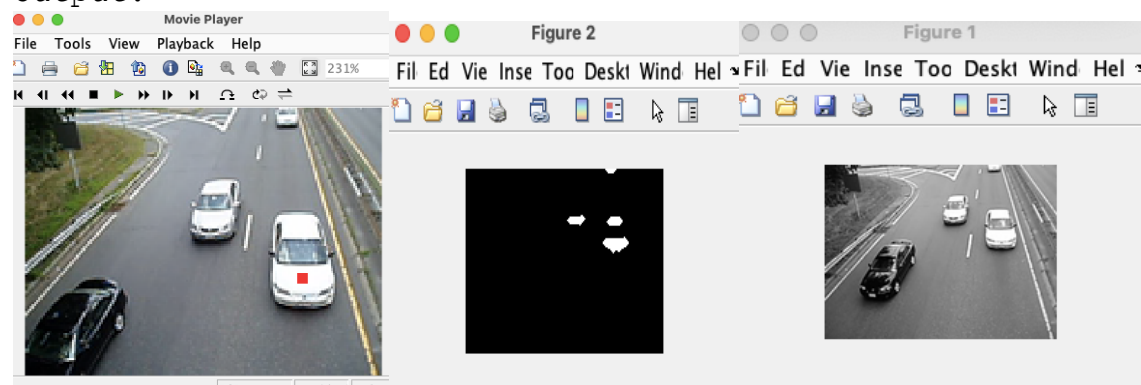 Movie Player
File Tools View Playback Help
231%
Figure 2
Fil Ed Vie Inse Too Deskt Wind Hel
Figure 1
Fil Ed Vie Inse Too Deskt Wind Hel